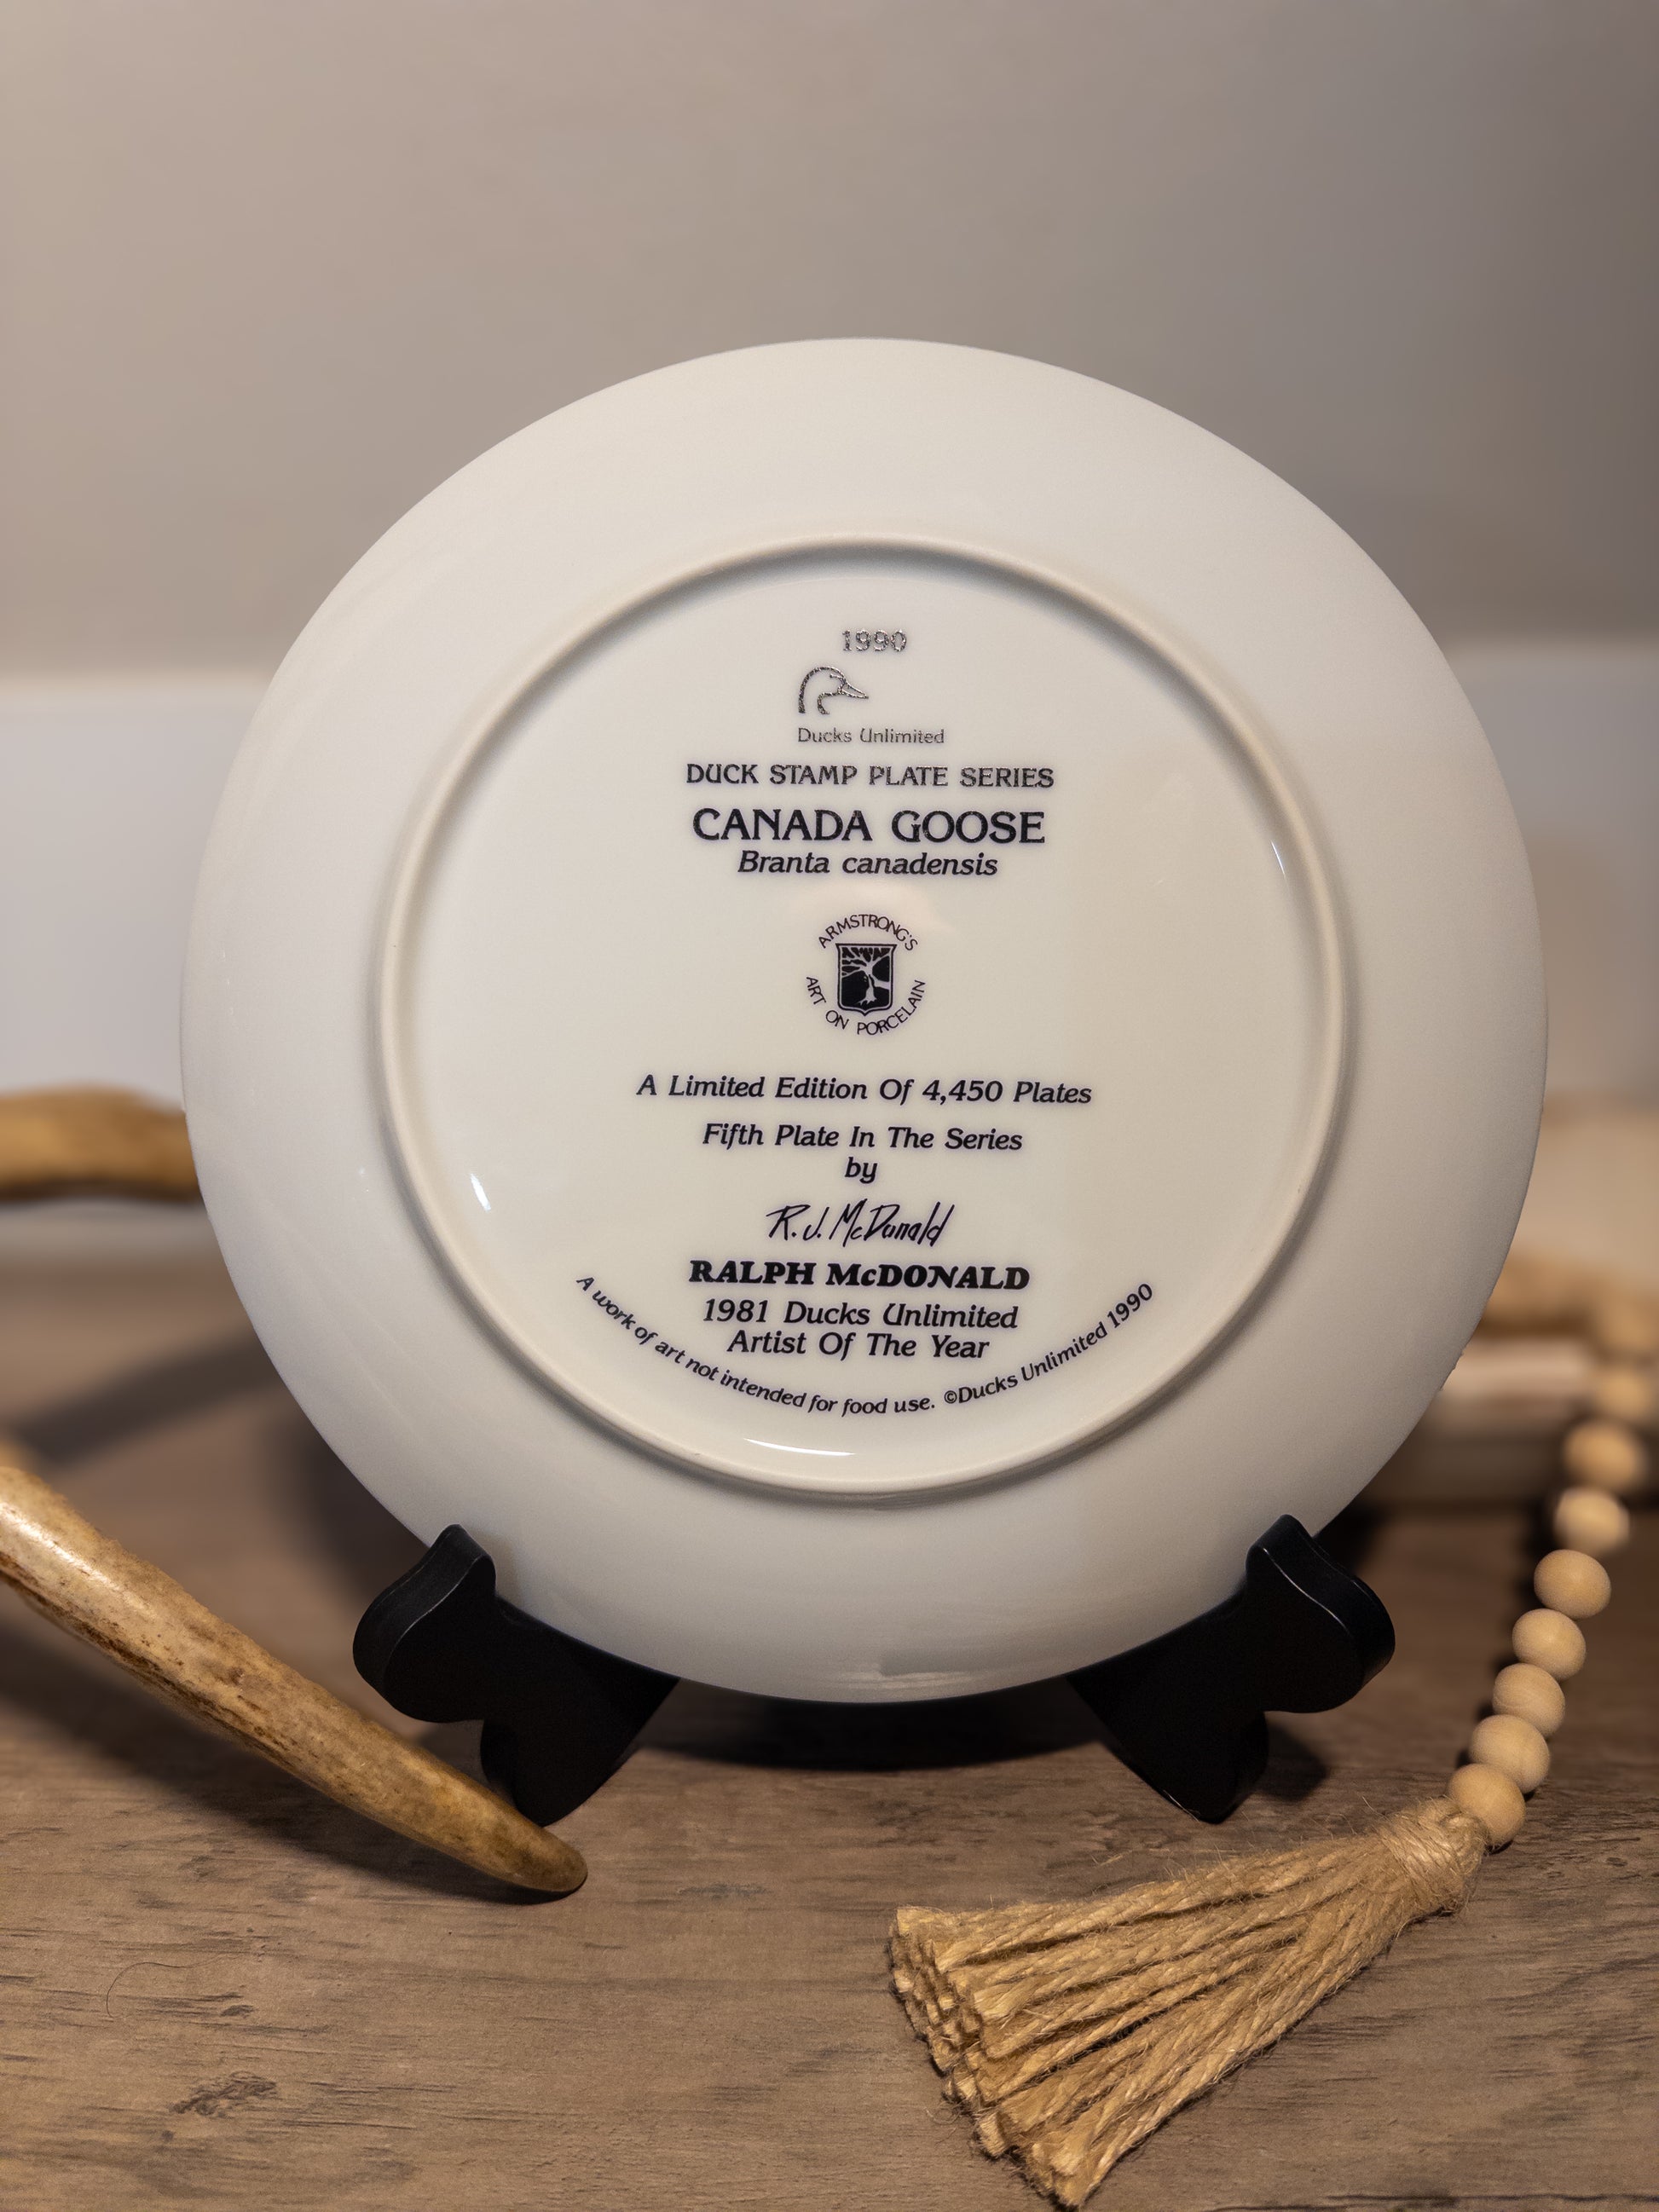 1990
Ducks Unlimited
DUCK STAMP PLATE SERIES
CANADA GOOSE
Branta canadensis
ARMSTRONG'S
ART ON PORCELAIN
A Limited Edition Of 4,450 Plates
Fifth Plate In The Series
by
R.J. McDonald
RALPH McDONALD
1981 Ducks Unlimited
Artist Of The Year
A work of art not intended for food use. ©Ducks Unlimited 1990